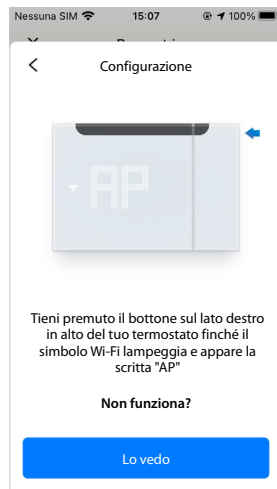 Nessuna SIM 15:07 100%
Configurazione
AP
Tieni premuto il bottone sul lato destro
in alto del tuo termostato finché il
simbolo Wi-Fi lampeggia e appare la
scritta "AP"
Non funziona?
Lo vedo